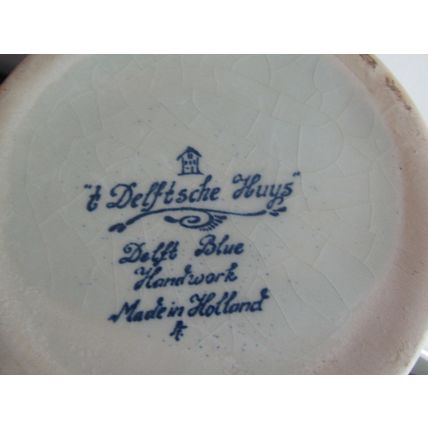 "t Delftsche Huys"
Delft Blue
Handwork
Made in Holland